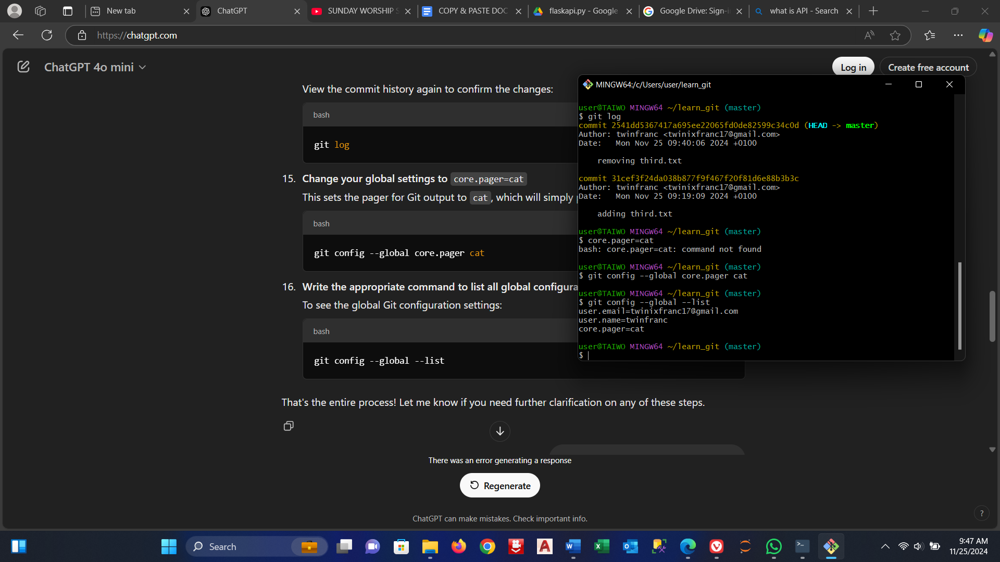 New tab
ChatGPT
SUNDAY WORSHIP S
COPY & PASTE DOC
flaskapi.py - Google
Google Drive: Sign-i
what is API - Search
https://chatgpt.com
ChatGPT 4o mini
Log in
Create free account
View the commit history again to confirm the changes:
bash
git log
15. Change your global settings to core.pager=cat
This sets the pager for Git output to cat, which will simply
bash
git config --global core.pager cat
16. Write the appropriate command to list all global configura
To see the global Git configuration settings:
bash
git config --global --list
That's the entire process! Let me know if you need further clarification on any of these steps.
There was an error generating a response
Regenerate
ChatGPT can make mistakes. Check important info.
?
MINGW64:/c/Users/user/learn_git
user@TAIWO MINGW64 ~/learn_git (master)
$ git log
commit 2541dd5367417a695ee22065fd0de82599c34c0d (HEAD -> master)
Author: twinfranc <twinixfranc17@gmail.com>
Date:   Mon Nov 25 09:40:06 2024 +0100
removing third.txt
commit 31cef3f24da038b877f9f467f20f81d6e88b3b3c
Author: twinfranc <twinixfranc17@gmail.com>
Date:   Mon Nov 25 09:19:09 2024 +0100
adding third.txt
user@TAIWO MINGW64 ~/learn_git (master)
$ core.pager=cat
bash: core.pager=cat: command not found
user@TAIWO MINGW64 ~/learn_git (master)
$ git config --global core.pager cat
user@TAIWO MINGW64 ~/learn_git (master)
$ git config --global --list
user.email=twinixfranc17@gmail.com
user.name=twinfranc
core.pager=cat
user@TAIWO MINGW64 ~/learn_git (master)
$
Search
9:47 AM
11/25/2024